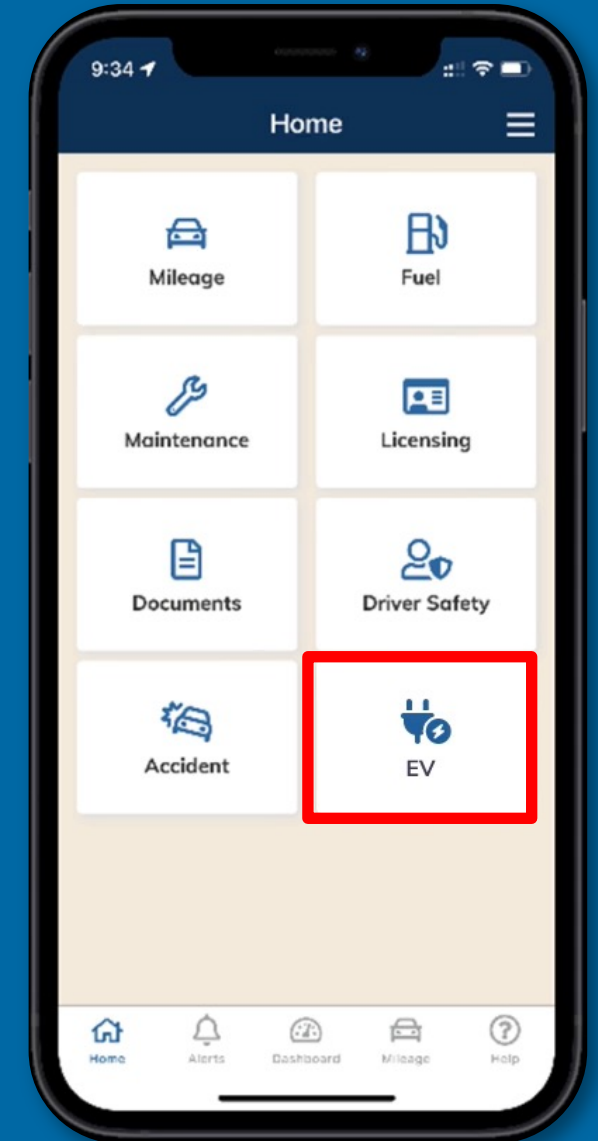 9:34
Home
Mileage
Fuel
Maintenance
Licensing
Documents
Driver Safety
Accident
EV
Home
Alerts
Dashboard
Mileage
Help